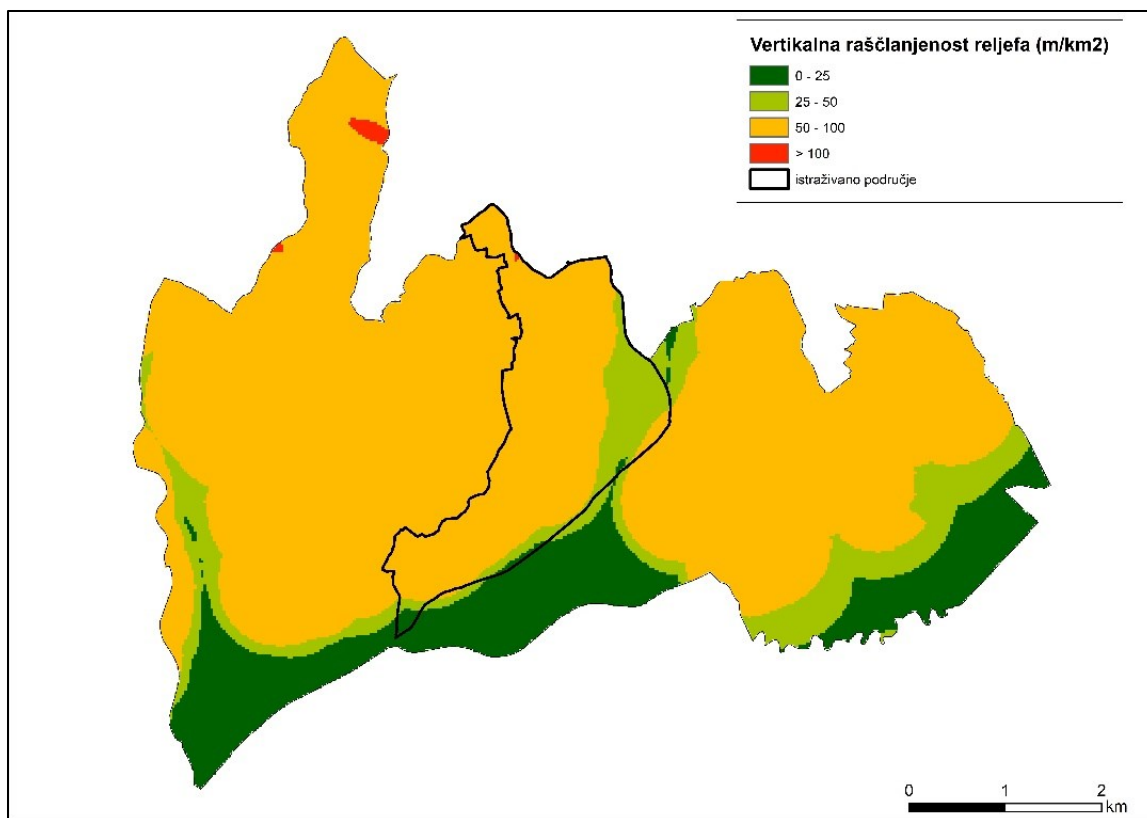 Vertikalna raščlanjenost reljefa (m/km2)
0 - 25
25 - 50
50 - 100
> 100
istraživano područje
0 1 2
km